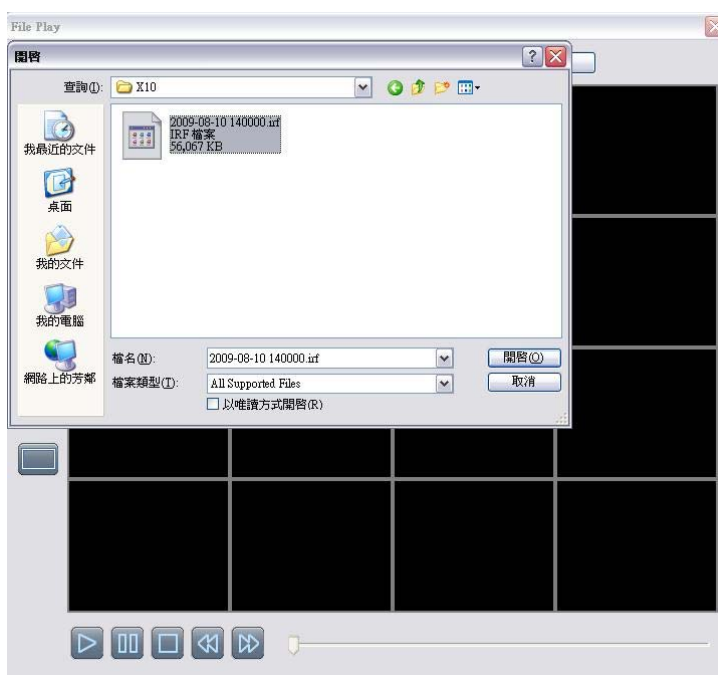 File Play
開啓
查詢(I):
X10
2009-08-10 140000.irf
IRF 檔案
56,067 KB
我最近的文件
桌面
我的文件
我的電腦
網路上的芳鄰
檔名(N):
2009-08-10 140000.irf
開啓(O)
檔案類型(T):
All Supported Files
取消
以唯讀方式開啓(R)